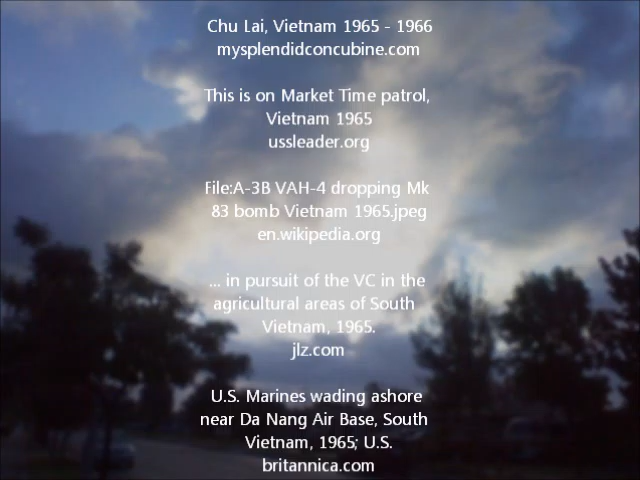 Chu Lai, Vietnam 1965 - 1966
mysplendidconcubine.com
This is on Market Time patrol,
Vietnam 1965
ussleader.org
File:A-3B VAH-4 dropping Mk
83 bomb Vietnam 1965.jpeg
en.wikipedia.org
... in pursuit of the VC in the
agricultural areas of South
Vietnam, 1965.
jlz.com
U.S. Marines wading ashore
near Da Nang Air Base, South
Vietnam, 1965; U.S.
britannica.com